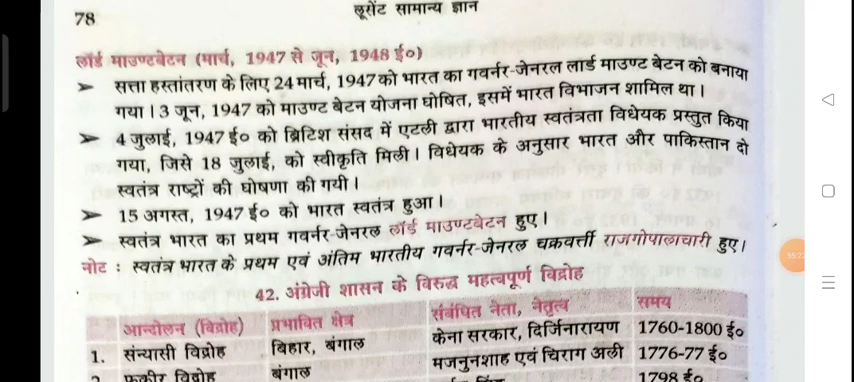 78
लूसेंट सामान्य ज्ञान
लॉर्ड माउण्टबेटन (मार्च, 1947 से जून, 1948 ई०)
➤ सत्ता हस्तांतरण के लिए 24 मार्च, 1947 को भारत का गवर्नर-जेनरल लार्ड माउण्ट बेटन को बनाया
गया। 3 जून, 1947 को माउण्ट बेटन योजना घोषित, इसमें भारत विभाजन शामिल था।
➤ 4 जुलाई, 1947 ई० को ब्रिटिश संसद में एटली द्वारा भारतीय स्वतंत्रता विधेयक प्रस्तुत किया
गया, जिसे 18 जुलाई, को स्वीकृति मिली। विधेयक के अनुसार भारत और पाकिस्तान दो
स्वतंत्र राष्ट्रों की घोषणा की गयी।
➤ 15 अगस्त, 1947 ई० को भारत स्वतंत्र हुआ।
➤ स्वतंत्र भारत का प्रथम गवर्नर-जेनरल लॉर्ड माउण्टबेटन हुए।
नोट : स्वतंत्र भारत के प्रथम एवं अंतिम भारतीय गवर्नर-जेनरल चक्रवर्ती राजगोपालाचारी हुए।
42. अंग्रेजी शासन के विरुद्ध महत्वपूर्ण विद्रोह
आन्दोलन (विद्रोह) प्रभावित क्षेत्र संबंधित नेता, नेतृत्व समय
1. संन्यासी विद्रोह बिहार, बंगाल केना सरकार, दिर्जिनारायण 1760-1800 ई०
फकीर विद्रोह बंगाल मजनुनशाह एवं चिराग अली 1776-77 ई०
1798 ई०